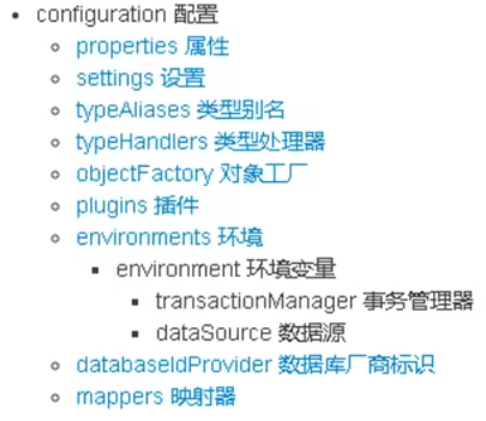 configuration 配置
properties 属性
settings 设置
typeAliases 类型别名
typeHandlers 类型处理器
objectFactory 对象工厂
plugins 插件
environments 环境
environment 环境变量
transactionManager 事务管理器
dataSource 数据源
databaseIdProvider 数据库厂商标识
mappers 映射器